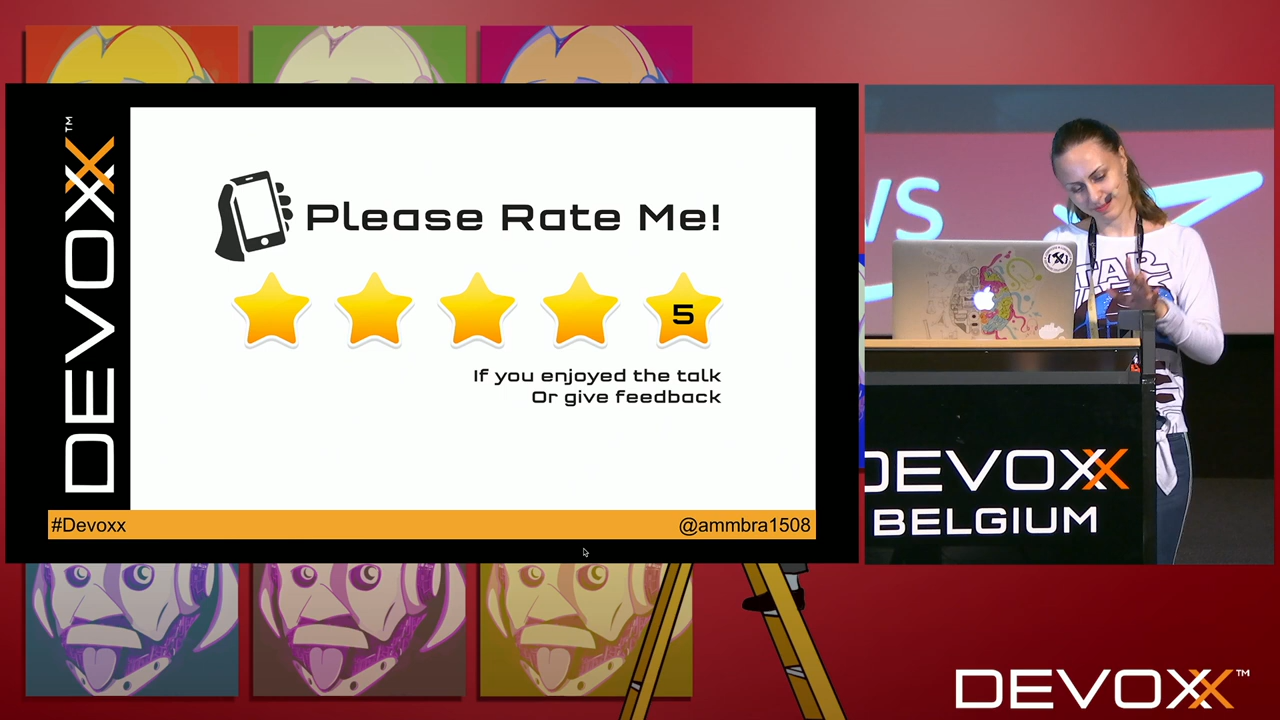 DEVOXX™
Please Rate Me!
5
If you enjoyed the talk
Or give feedback
#Devoxx
@ammbra1508
WS
STAR
DEVOXX
BELGIUM
DEVOXX™